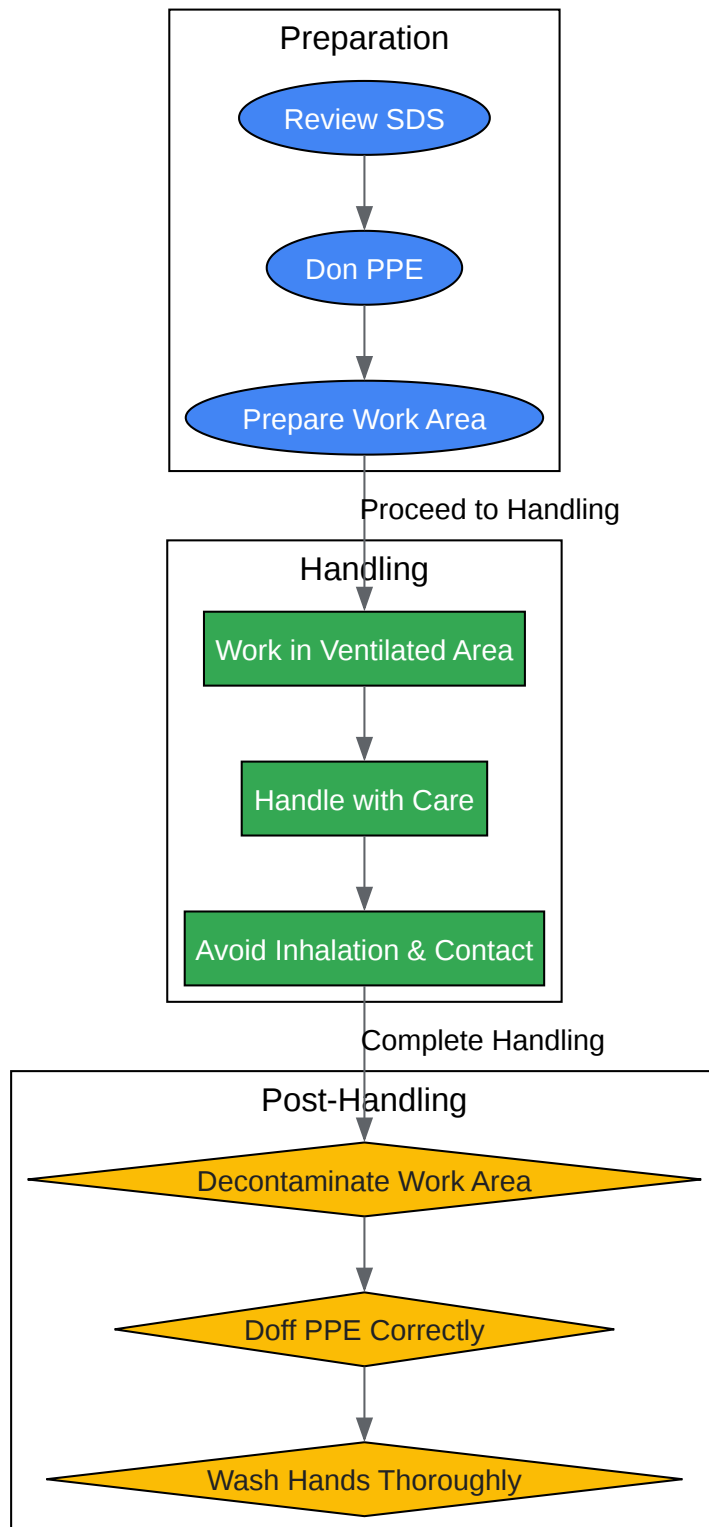 Preparation
Review SDS
Don PPE
Prepare Work Area
Proceed to Handling
Handling
Work in Ventilated Area
Handle with Care
Avoid Inhalation & Contact
Complete Handling
Post-Handling
Decontaminate Work Area
Doff PPE Correctly
Wash Hands Thoroughly